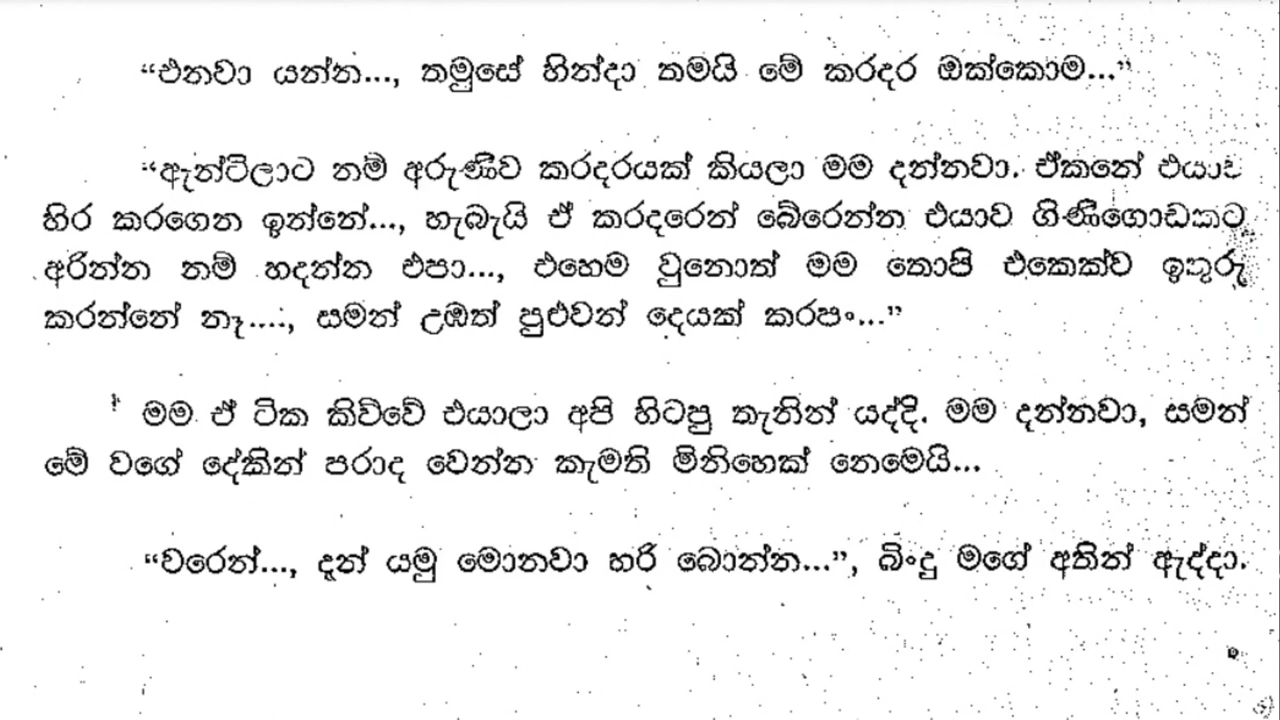 “එනවා යන්න..., තමුසේ හින්දා තමයි මේ කරදර ඔක්කොම...”
“ඇන්ටිලාට නම් අරුණිව කරදරයක් කියලා මම දන්නවා. ඒකනේ එයාව
හිර කරගෙන ඉන්නේ..., හැබැයි ඒ කරදරෙන් බේරෙන්න එයාව ගිණිගොඩකට
අරින්න නම් හදන්න එපා..., එහෙම වුනොත් මම තොපි එකෙක්ව ඉතුරු
කරන්නේ නෑ...., සමන් උඹත් පුළුවන් දෙයක් කරපං...”
මම ඒ ටික කිව්වේ එයාලා අපි හිටපු තැනින් යද්දි. මම දන්නවා, සමන්
මේ වගේ දේකින් පරාද වෙන්න කැමති මිනිහෙක් නෙමෙයි...
“වරෙන්..., දැන් යමු මොනවා හරි බොන්න...”, බිංදු මගේ අතින් ඇද්දා.